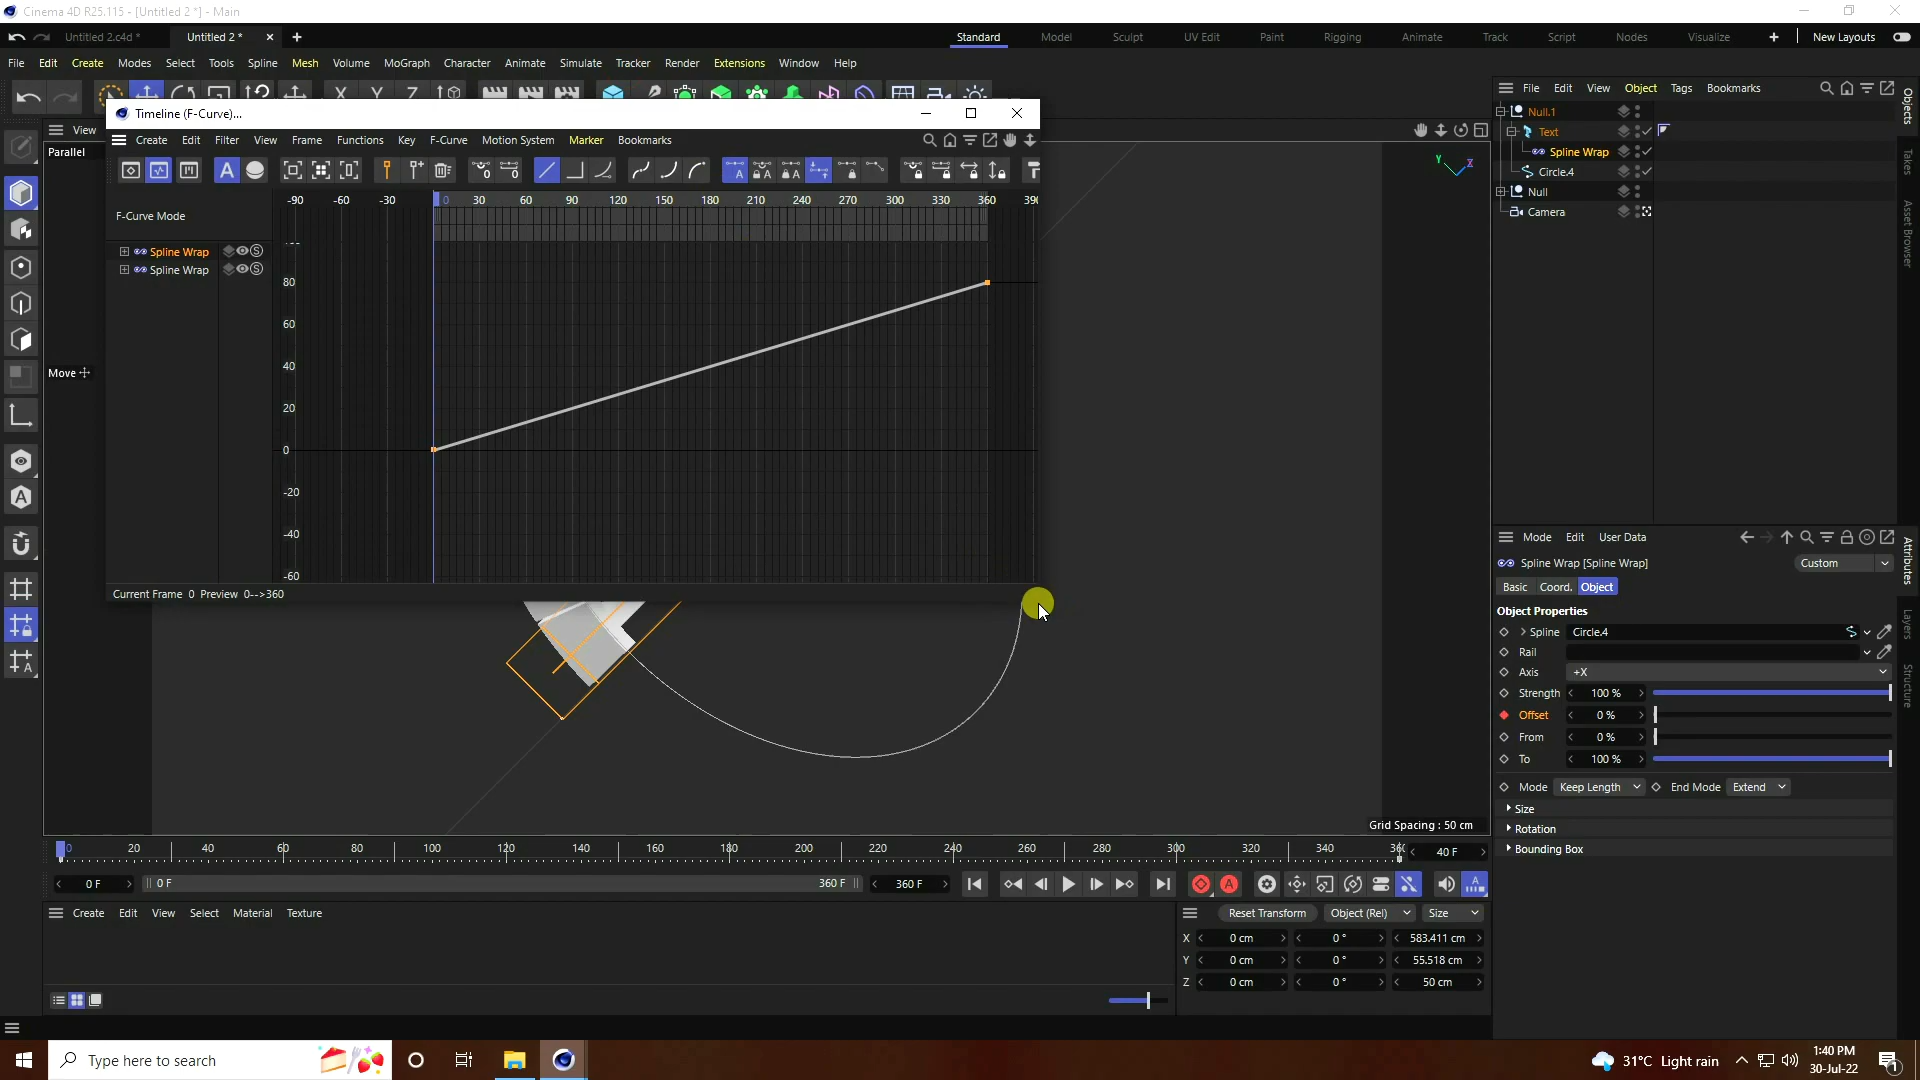 Cinema 4D R25.115 - [Untitled 2 *] - Main
Untitled 2.c4d * Untitled 2 * Standard Model Sculpt UV Edit Paint Rigging Animate Track Script Nodes Visualize New Layouts
File Edit Create Modes Select Tools Spline Mesh Volume MoGraph Character Animate Simulate Tracker Render Extensions Window Help
X Y Z
Timeline (F-Curve)...
Create Edit Filter View Frame Functions Key F-Curve Motion System Marker Bookmarks
F-Curve Mode
-90 -60 -30 0 30 60 90 120 150 180 210 240 270 300 330 360 390
Spline Wrap
Spline Wrap
80
60
40
20
0
-20
-40
-60
Current Frame 0 Preview 0-->360
View
Parallel
Move
Y Z
Grid Spacing : 50 cm
File Edit View Object Tags Bookmarks
Null.1
Text
Spline Wrap
Circle.4
Null
Camera
Objects
Takes
Asset Browser
Mode Edit User Data
Spline Wrap [Spline Wrap] Custom
Basic Coord. Object
Object Properties
Spline Circle.4
Rail
Axis +X
Strength 100 %
Offset 0 %
From 0 %
To 100 %
Mode Keep Length End Mode Extend
Size
Rotation
Bounding Box
Attributes
Layers
Structure
0 20 40 60 80 100 120 140 160 180 200 220 240 260 280 300 320 340 40 F
0 F 0 F 360 F 360 F
Create Edit View Select Material Texture
Reset Transform Object (Rel) Size
X 0 cm 0 ° 583.411 cm
Y 0 cm 0 ° 55.518 cm
Z 0 cm 0 ° 50 cm
Type here to search
31°C Light rain
1:40 PM
30-Jul-22
1